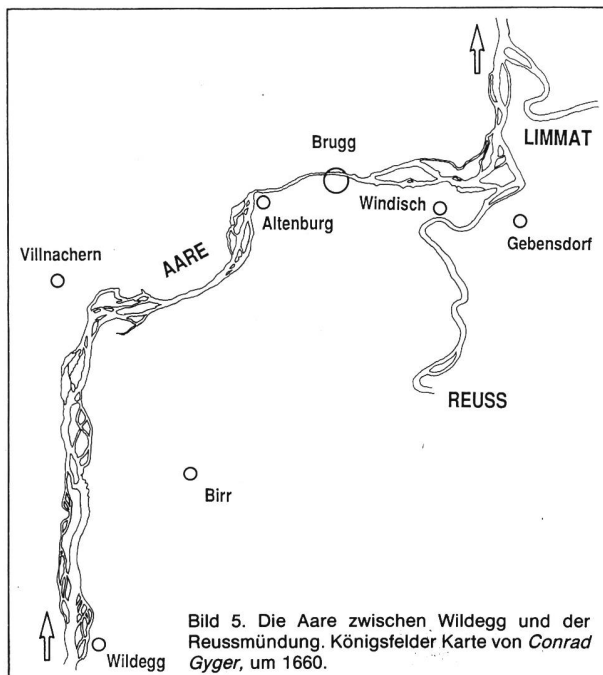 LIMMAT
Brugg
Windisch
Altenburg
Gebensdorf
Villnachern
AARE
REUSS
Birr
Bild 5. Die Aare zwischen Wildegg und der
Reussmündung. Königsfelder Karte von Conrad
Gyger, um 1660.
Wildegg